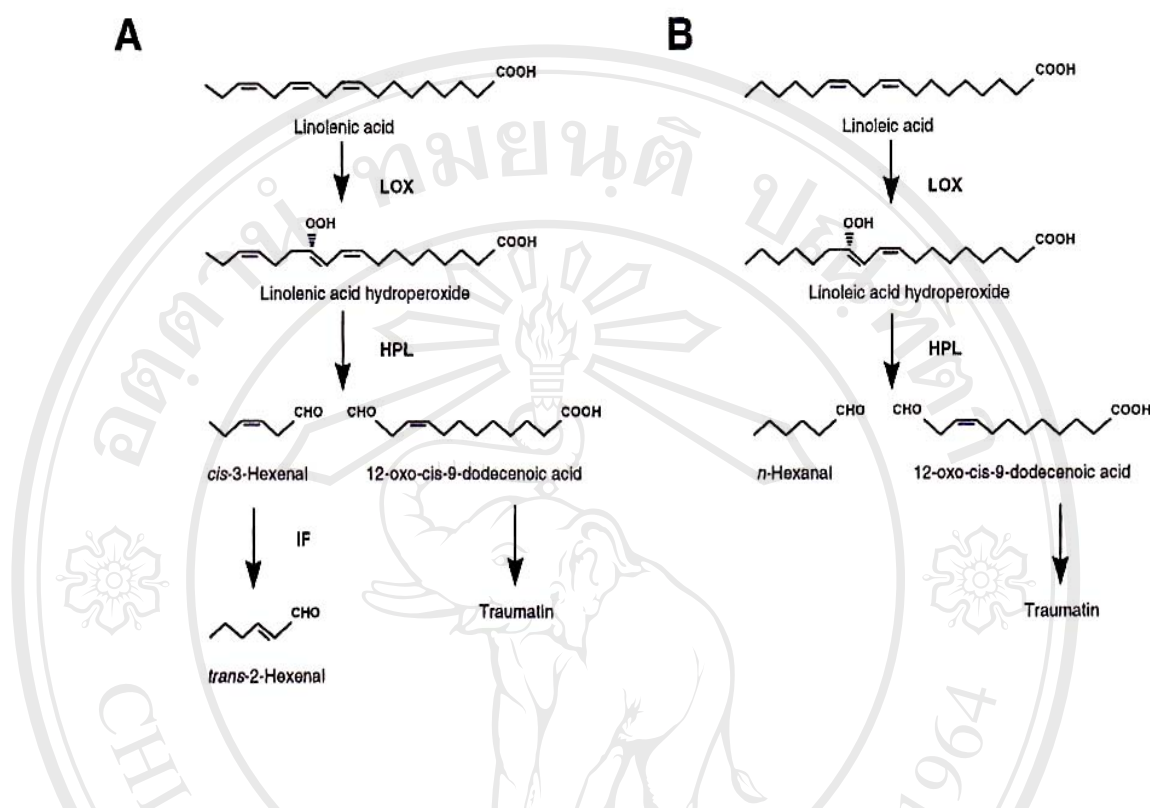 A
COOH
Linolenic acid
LOX
OOH
COOH
Linolenic acid hydroperoxide
HPL
CHO
CHO
COOH
cis-3-Hexenal
12-oxo-cis-9-dodecenoic acid
IF
CHO
Traumatin
trans-2-Hexenal
B
COOH
Linoleic acid
LOX
OOH
COOH
Linoleic acid hydroperoxide
HPL
CHO
CHO
COOH
n-Hexanal
12-oxo-cis-9-dodecenoic acid
Traumatin
1964